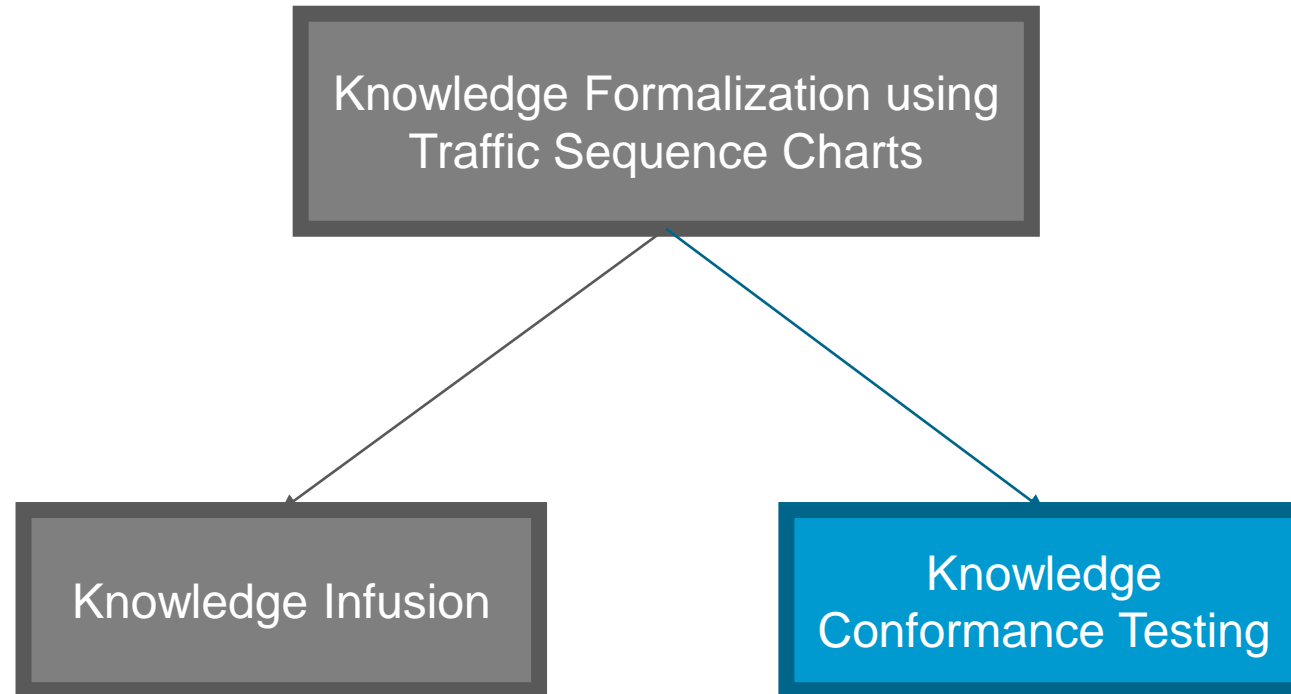 Knowledge Formalization using
Traffic Sequence Charts
Knowledge Infusion
Knowledge
Conformance Testing